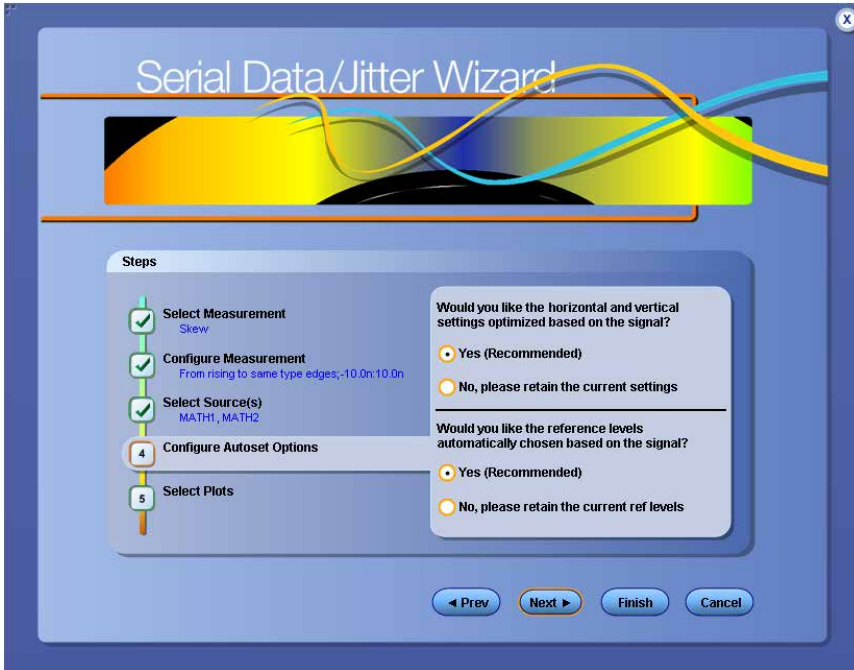 X
Serial Data/Jitter Wizard
Steps
Select Measurement
Skew
Configure Measurement
From rising to same type edges;-10.0n:10.0n
Select Source(s)
MATH1, MATH2
4
Configure Autoset Options
5
Select Plots
Would you like the horizontal and vertical
settings optimized based on the signal?
Yes (Recommended)
No, please retain the current settings
Would you like the reference levels
automatically chosen based on the signal?
Yes (Recommended)
No, please retain the current ref levels
◄ Prev
Next ►
Finish
Cancel